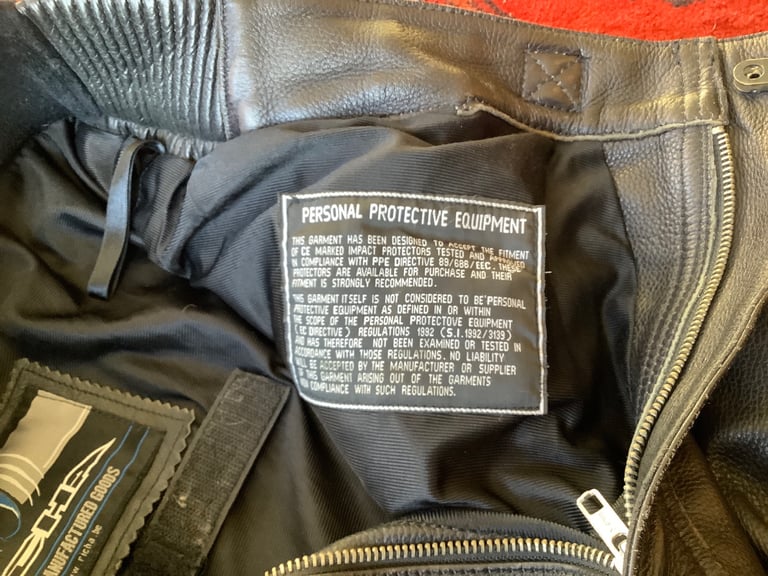 PERSONAL PROTECTIVE EQUIPMENT
THIS GARMENT HAS BEEN DESIGNED TO ACCEPT THE FITMENT
OF CE MARKED IMPACT PROTECTORS TESTED AND APPROVED
IN COMPLIANCE WITH PPE DIRECTIVE 89/688/EEC. THESE
PROTECTORS ARE AVAILABLE FOR PURCHASE AND THEIR
FITMENT IS STRONGLY RECOMMENDED.
THIS GARMENT ITSELF IS NOT CONSIDERED TO BE PERSONAL
PROTECTIVE EQUIPMENT AS DEFINED IN OR WITHIN
THE SCOPE OF THE PERSONAL PROTECTOVE EQUIPMENT
(EC DIRECTIVE) REGULATIONS 1992 (S.I.1992/3139)
AND HAS THEREFORE NOT BEEN EXAMINED OR TESTED IN
ACCORDANCE WITH THOSE REGULATIONS. NO LIABILITY
BE ACCEPTED BY THE MANUFACTURER OR SUPPLIER
THIS GARMENT ARISING OUT OF THE GARMENTS
COMPLIANCE WITH SUCH REGULATIONS.
MANUFACTURED GOODS
richa.be